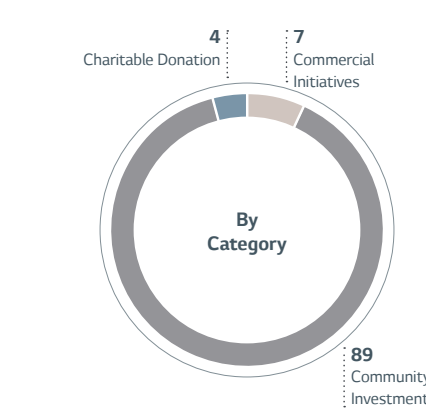 4
Charitable Donation
7
Commercial
Initiatives
By
Category
89
Community
Investment